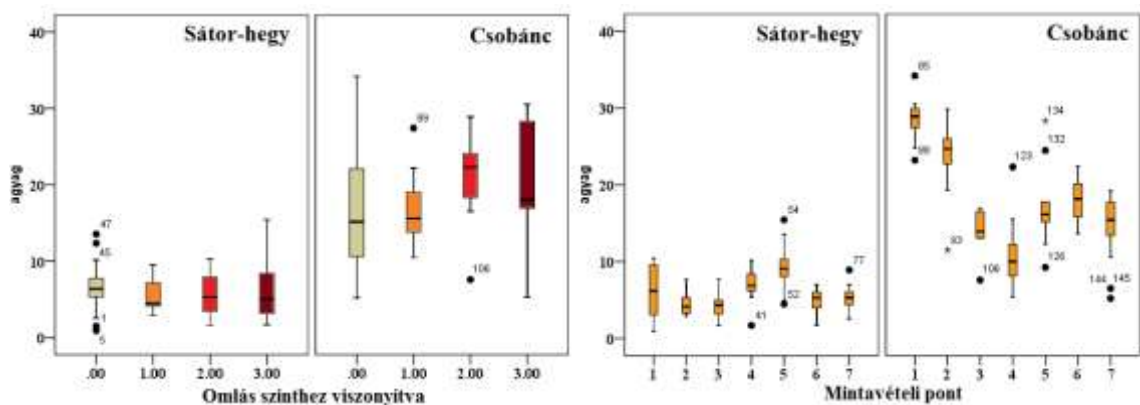 Sátor-hegy
Csobánc
agyag
40
30
20
10
0
47
45
1
5
89
106
.00 1.00 2.00 3.00 .00 1.00 2.00 3.00
Omlás szinthez viszonyitva
Sátor-hegy
Csobánc
agyag
40
30
20
10
0
41
54
52
77
85
99
93
106
123
134
132
126
144 145
1 2 3 4 5 6 7 1 2 3 4 5 6 7
Mintavételi pont